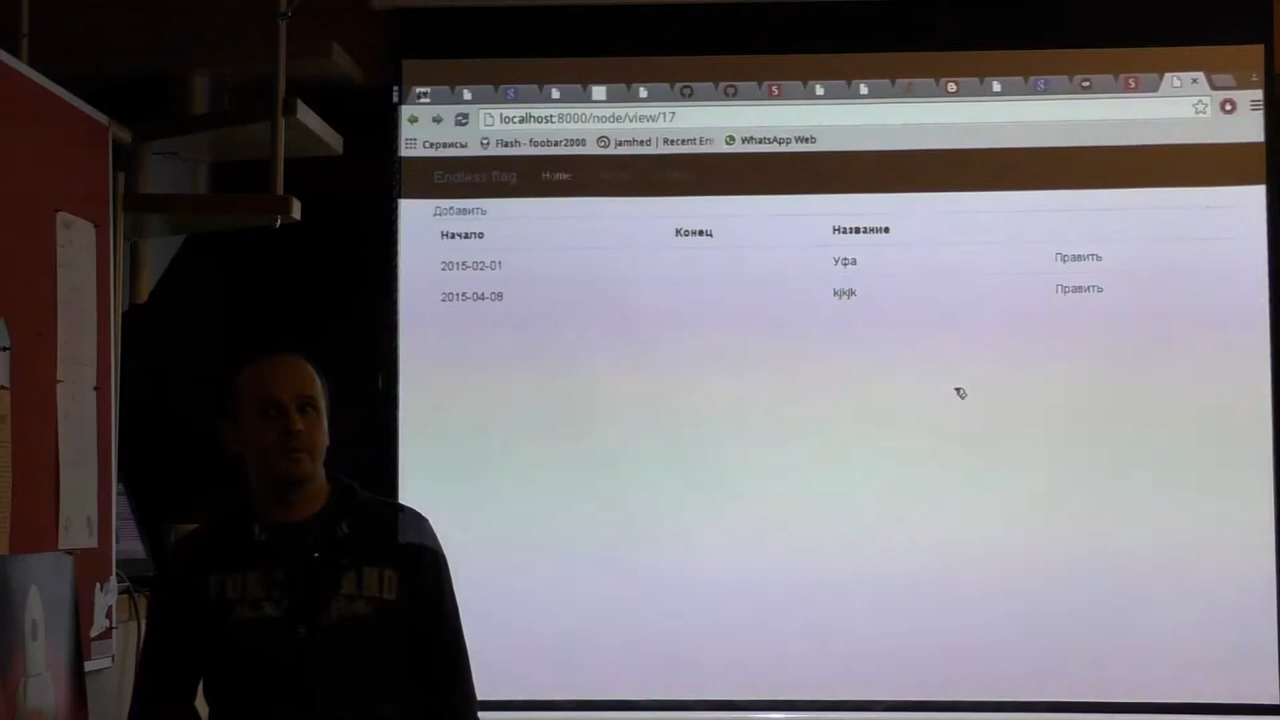 localhost:8000/node/view/17
Сервисы Flash - foobar2000 Jamhed | Recent En WhatsApp Web
Endless flag Home
Добавить
Начало Конец Название
2015-02-01 Уфа Править
2015-04-08 kjkjk Править